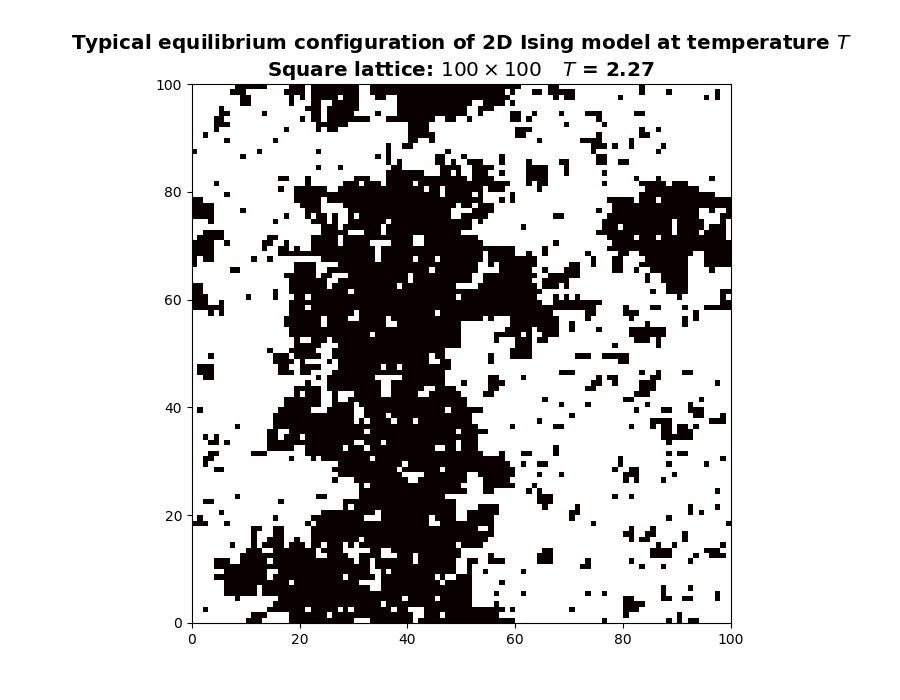 Typical equilibrium configuration of 2D Ising model at temperature T
Square lattice: 100 × 100 T = 2.27
100
80
60
40
20
0
0 20 40 60 80 100